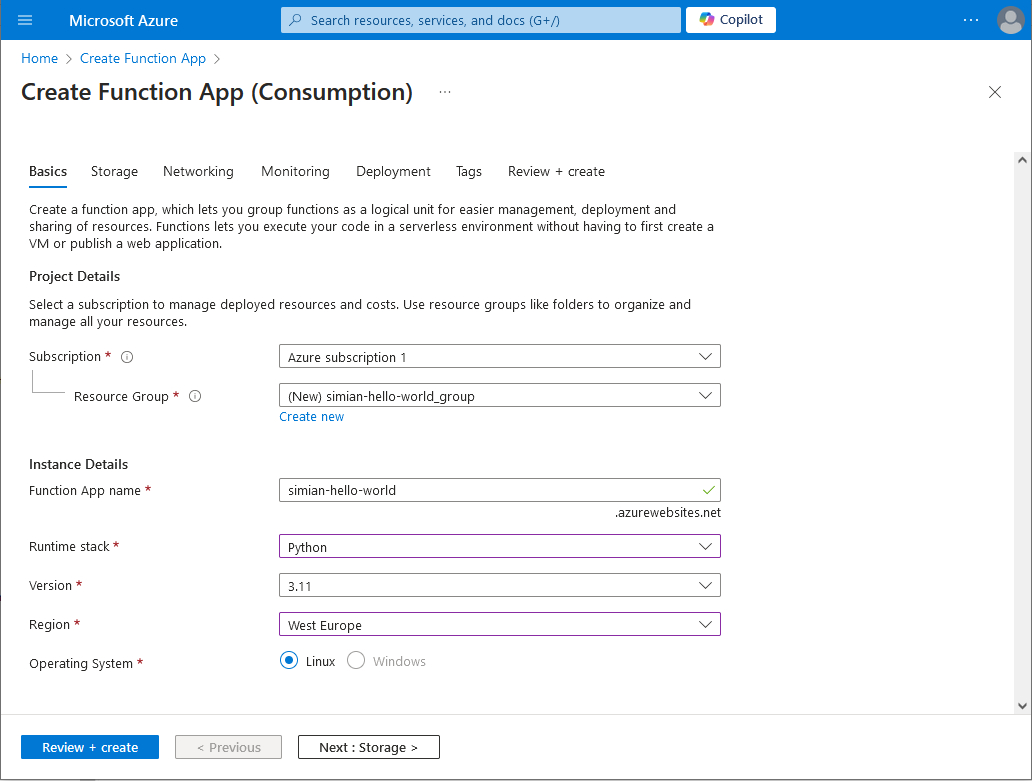 Microsoft Azure
Search resources, services, and docs (G+/)
Copilot
...
Home > Create Function App >
Create Function App (Consumption) ...
Basics Storage Networking Monitoring Deployment Tags Review + create
Create a function app, which lets you group functions as a logical unit for easier management, deployment and
sharing of resources. Functions lets you execute your code in a serverless environment without having to first create a
VM or publish a web application.
Project Details
Select a subscription to manage deployed resources and costs. Use resource groups like folders to organize and
manage all your resources.
Subscription *
Azure subscription 1
Resource Group *
(New) simian-hello-world_group
Create new
Instance Details
Function App name *
simian-hello-world
.azurewebsites.net
Runtime stack *
Python
Version *
3.11
Region *
West Europe
Operating System *
Linux Windows
Review + create
< Previous
Next : Storage >